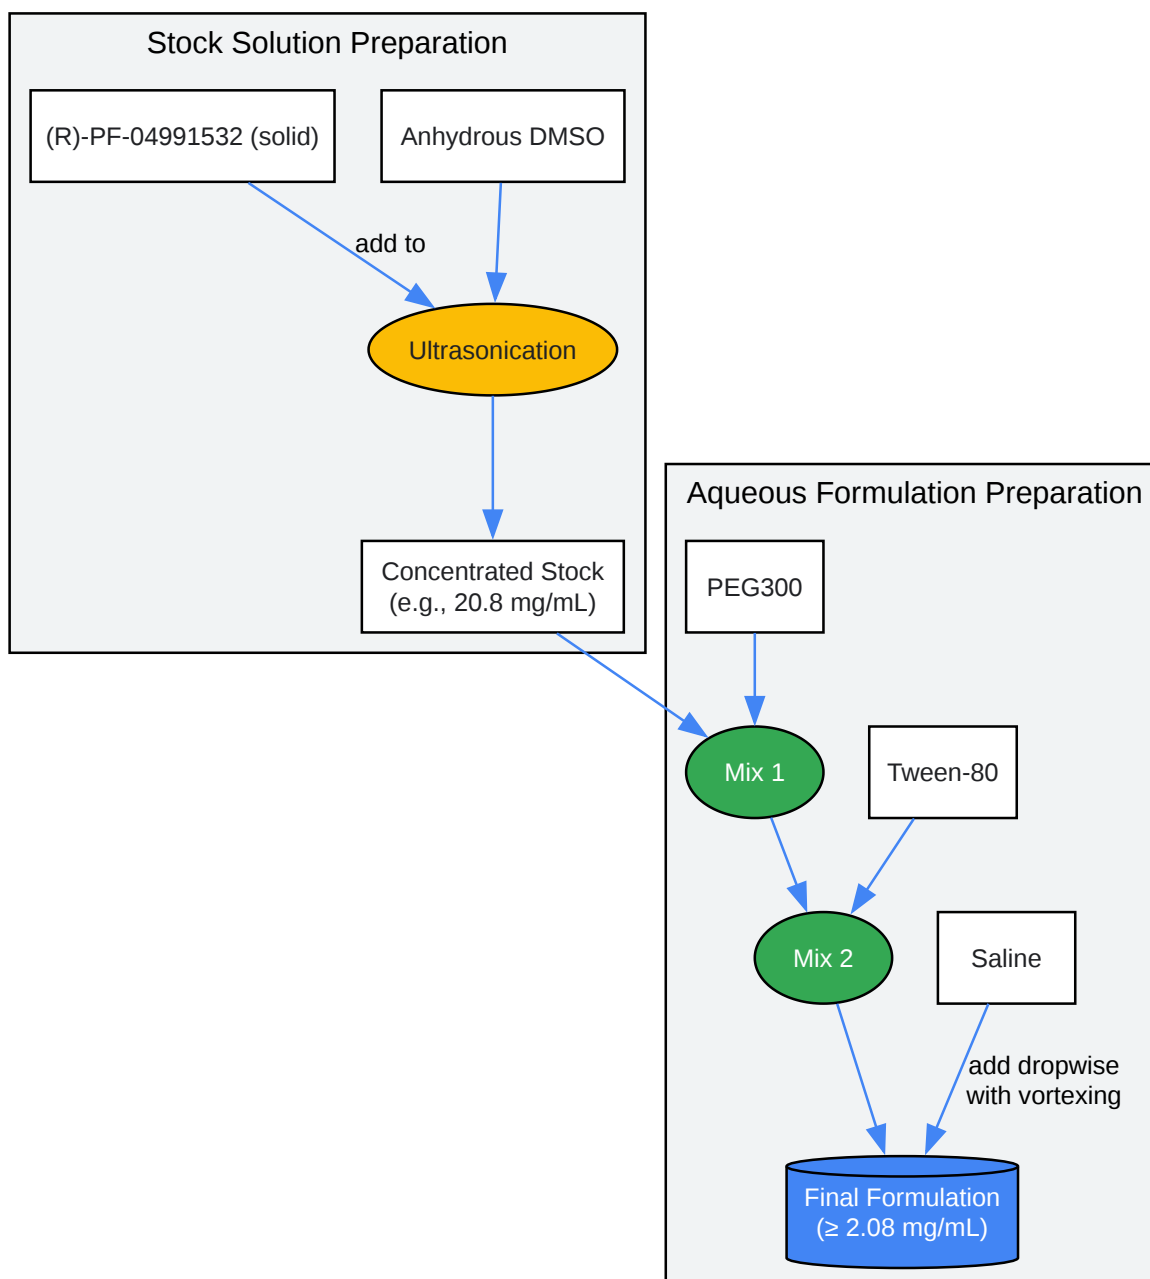 Stock Solution Preparation
(R)-PF-04991532 (solid)
Anhydrous DMSO
add to
Ultrasonication
Concentrated Stock
(e.g., 20.8 mg/mL)
Aqueous Formulation Preparation
PEG300
Mix 1
Tween-80
Mix 2
Saline
add dropwise
with vortexing
Final Formulation
(≥ 2.08 mg/mL)